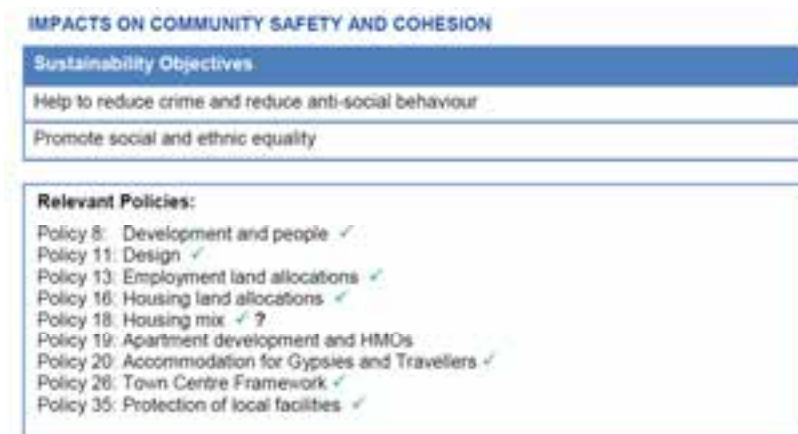 IMPACTS ON COMMUNITY SAFETY AND COHESION
Sustainability Objectives
Help to reduce crime and reduce anti-social behaviour
Promote social and ethnic equality
Relevant Policies:
Policy 8: Development and people ✓
Policy 11: Design ✓
Policy 13: Employment land allocations ✓
Policy 16: Housing land allocations ✓
Policy 18: Housing mix ✓ ?
Policy 19: Apartment development and HMOs
Policy 20: Accommodation for Gypsies and Travellers ✓
Policy 26: Town Centre Framework ✓
Policy 35: Protection of local facilities ✓